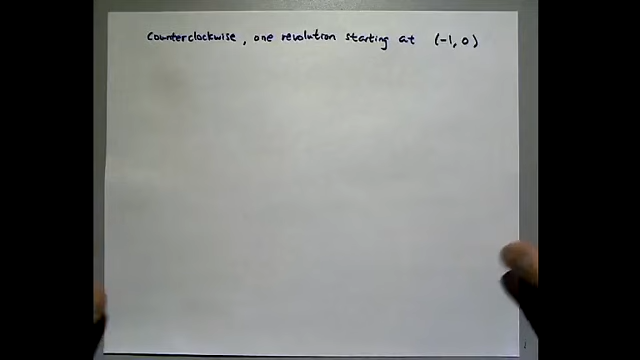 counterclockwise, one revolution starting at (-1, 0)